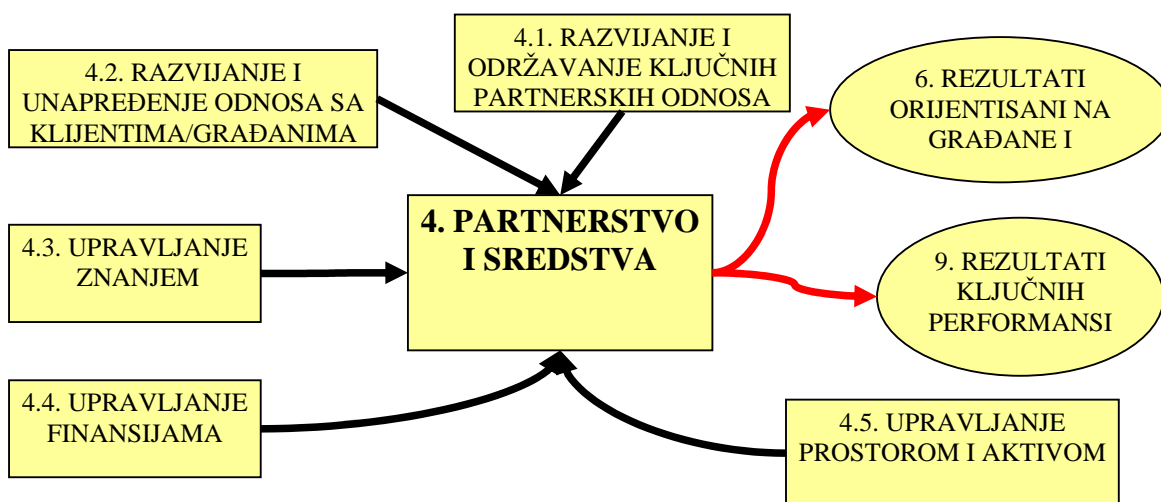 4.2. RAZVIJANJE I
UNAPREĐENJE ODNOSA SA
KLIJENTIMA/GRAĐANIMA
4.1. RAZVIJANJE I
ODRŽAVANJE KLJUČNIH
PARTNERSKIH ODNOSA
6. REZULTATI
ORIJENTISANI NA
GRAĐANE I
4. PARTNERSTVO
I SREDSTVA
4.3. UPRAVLJANJE
ZNANJEM
9. REZULTATI
KLJUČNIH
PERFORMANSI
4.4. UPRAVLJANJE
FINANSIJAMA
4.5. UPRAVLJANJE
PROSTOROM I AKTIVOM